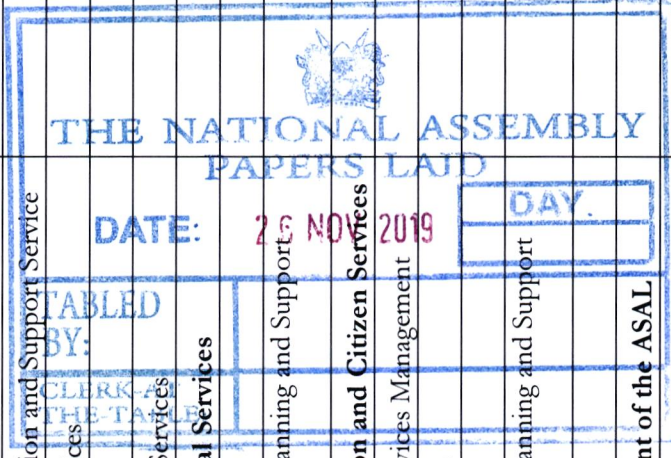 THE NATIONAL ASSEMBLY
PAPERS LAID
DATE: 26 NOV 2019
DAY.
TABLED
BY:
CLERK-AT
THE-TABLE
ion and Support Service
ces
Services
al Services
anning and Support
on and Citizen Services
vices Management
anning and Support
nt of the ASAL